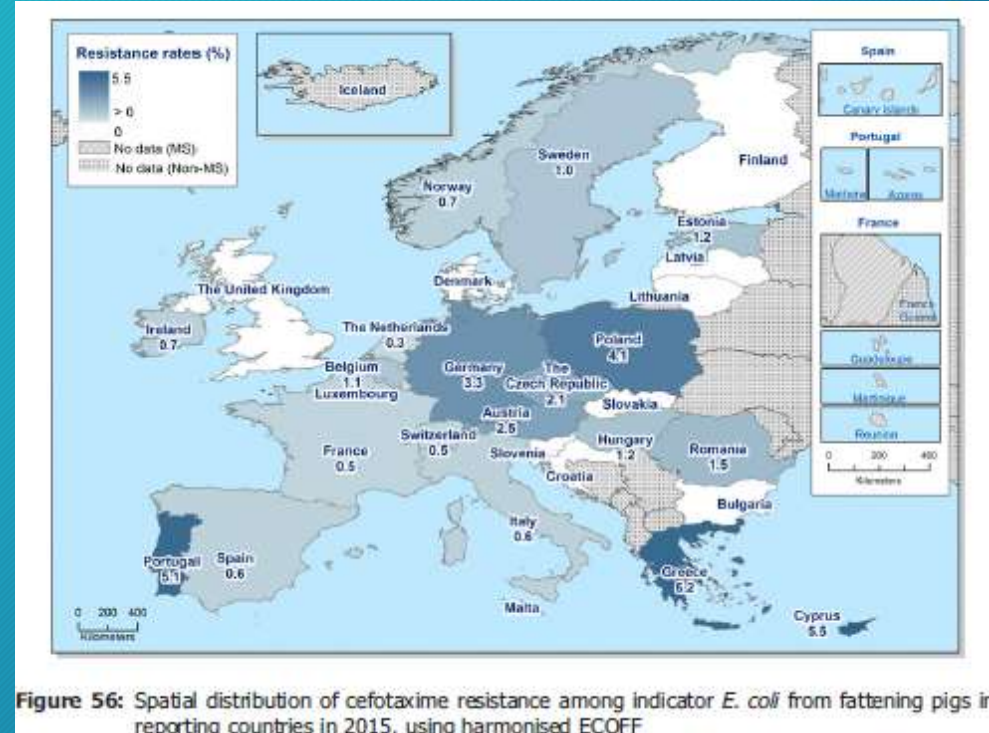 Resistance rates (%)
5.5
> 0
0
No data (MS)
No data (Non-MS)
Iceland
Spain
Canary Islands
Portugal
Madeira
Azores
France
French
Guiana
Guadeloupe
Martinique
Reunion
0 200 400
Kilometers
Finland
Sweden
1.0
Norway
0.7
Estonia
1.2
Latvia
Lithuania
Denmark
The United Kingdom
Ireland
0.7
The Netherlands
0.3
Poland
4.1
Germany
3.3
Belgium
1.1
Luxembourg
The
Czech Republic
2.1
Slovakia
Austria
2.5
Switzerland
0.5
France
0.5
Slovenia
Croatia
Hungary
1.2
Romania
1.5
Bulgaria
Italy
0.6
Portugal
5.1
Spain
0.6
Greece
5.2
Malta
Cyprus
5.5
0 200 400
Kilometers
Figure 56: Spatial distribution of cefotaxime resistance among indicator E. coli from fattening pigs in
reporting countries in 2015, using harmonised ECOFF